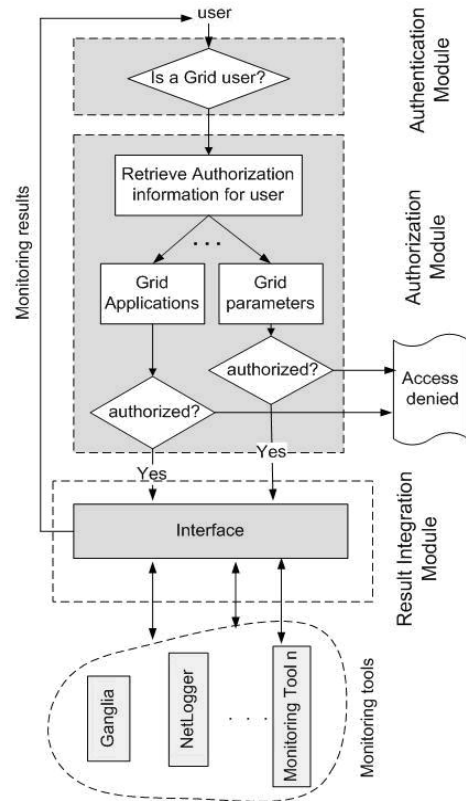 user
Is a Grid user?
Authentication
Module
Retrieve Authorization
information for user
. . .
Grid
Applications
Grid
parameters
Authorization
Module
Monitoring results
authorized?
authorized?
Access
denied
Yes
Yes
Interface
Result Integration
Module
Ganglia
NetLogger
. . . .
Monitoring Tool n
Monitoring tools